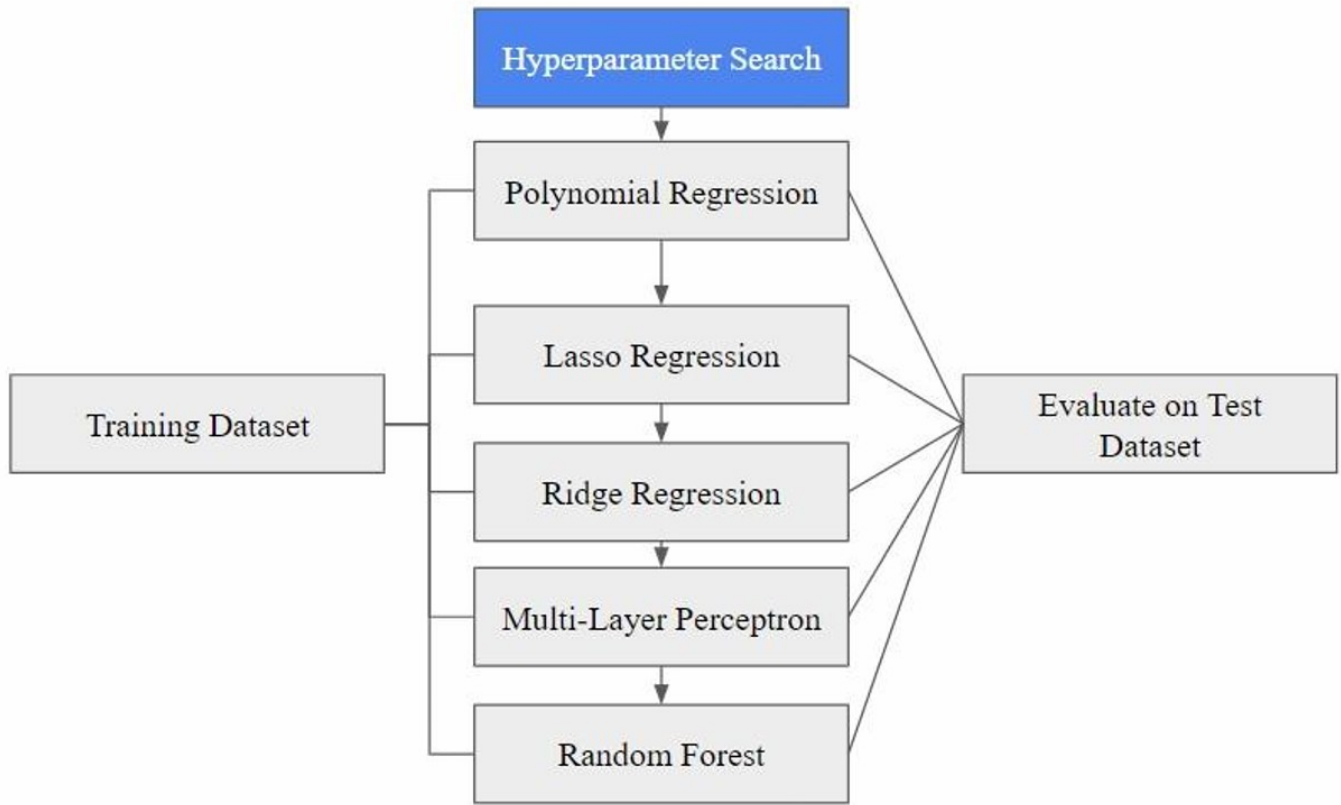 Hyperparameter Search
Polynomial Regression
Lasso Regression
Training Dataset
Evaluate on Test
Dataset
Ridge Regression
Multi-Layer Perceptron
Random Forest